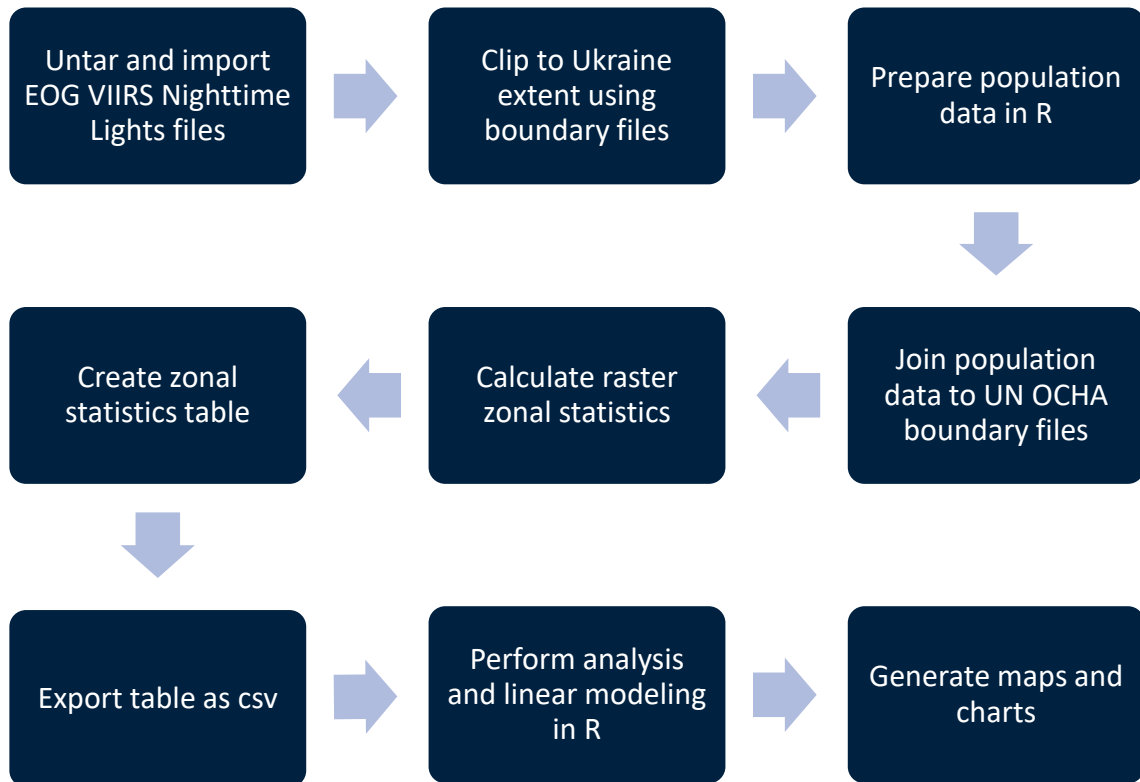 Untar and import
EOG VIIRS Nighttime
Lights files
Clip to Ukraine
extent using
boundary files
Prepare population
data in R
Join population
data to UN OCHA
boundary files
Calculate raster
zonal statistics
Create zonal
statistics table
Export table as csv
Perform analysis
and linear modeling
in R
Generate maps and
charts